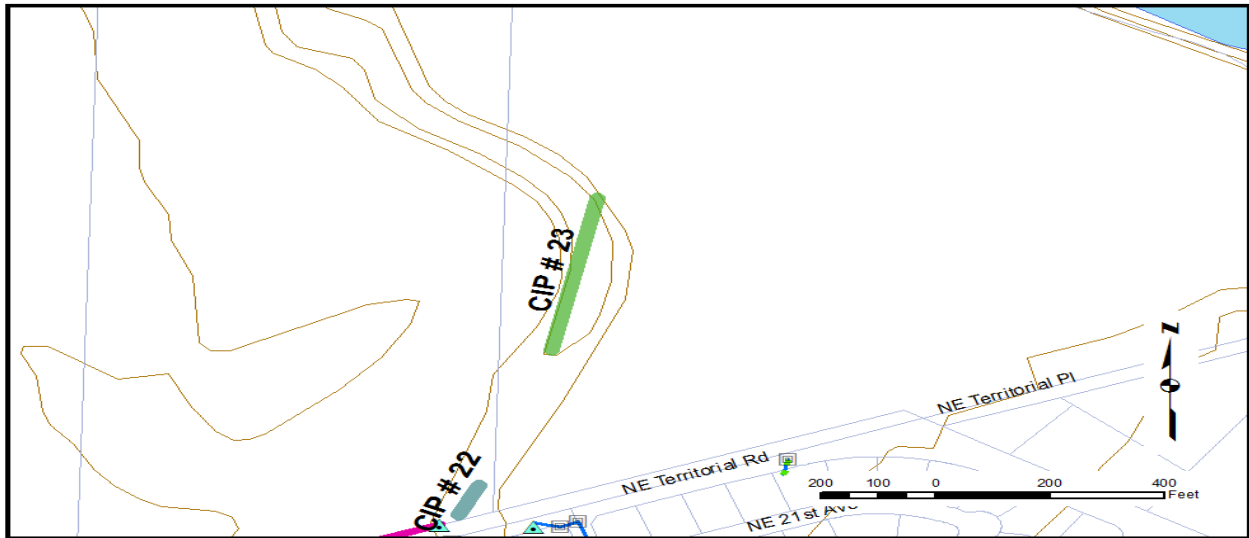 CIP # 23
N
NE Territorial Pl
CIP # 22
NE Territorial Rd
200 100 0 200 400
Feet
NE 21st Ave